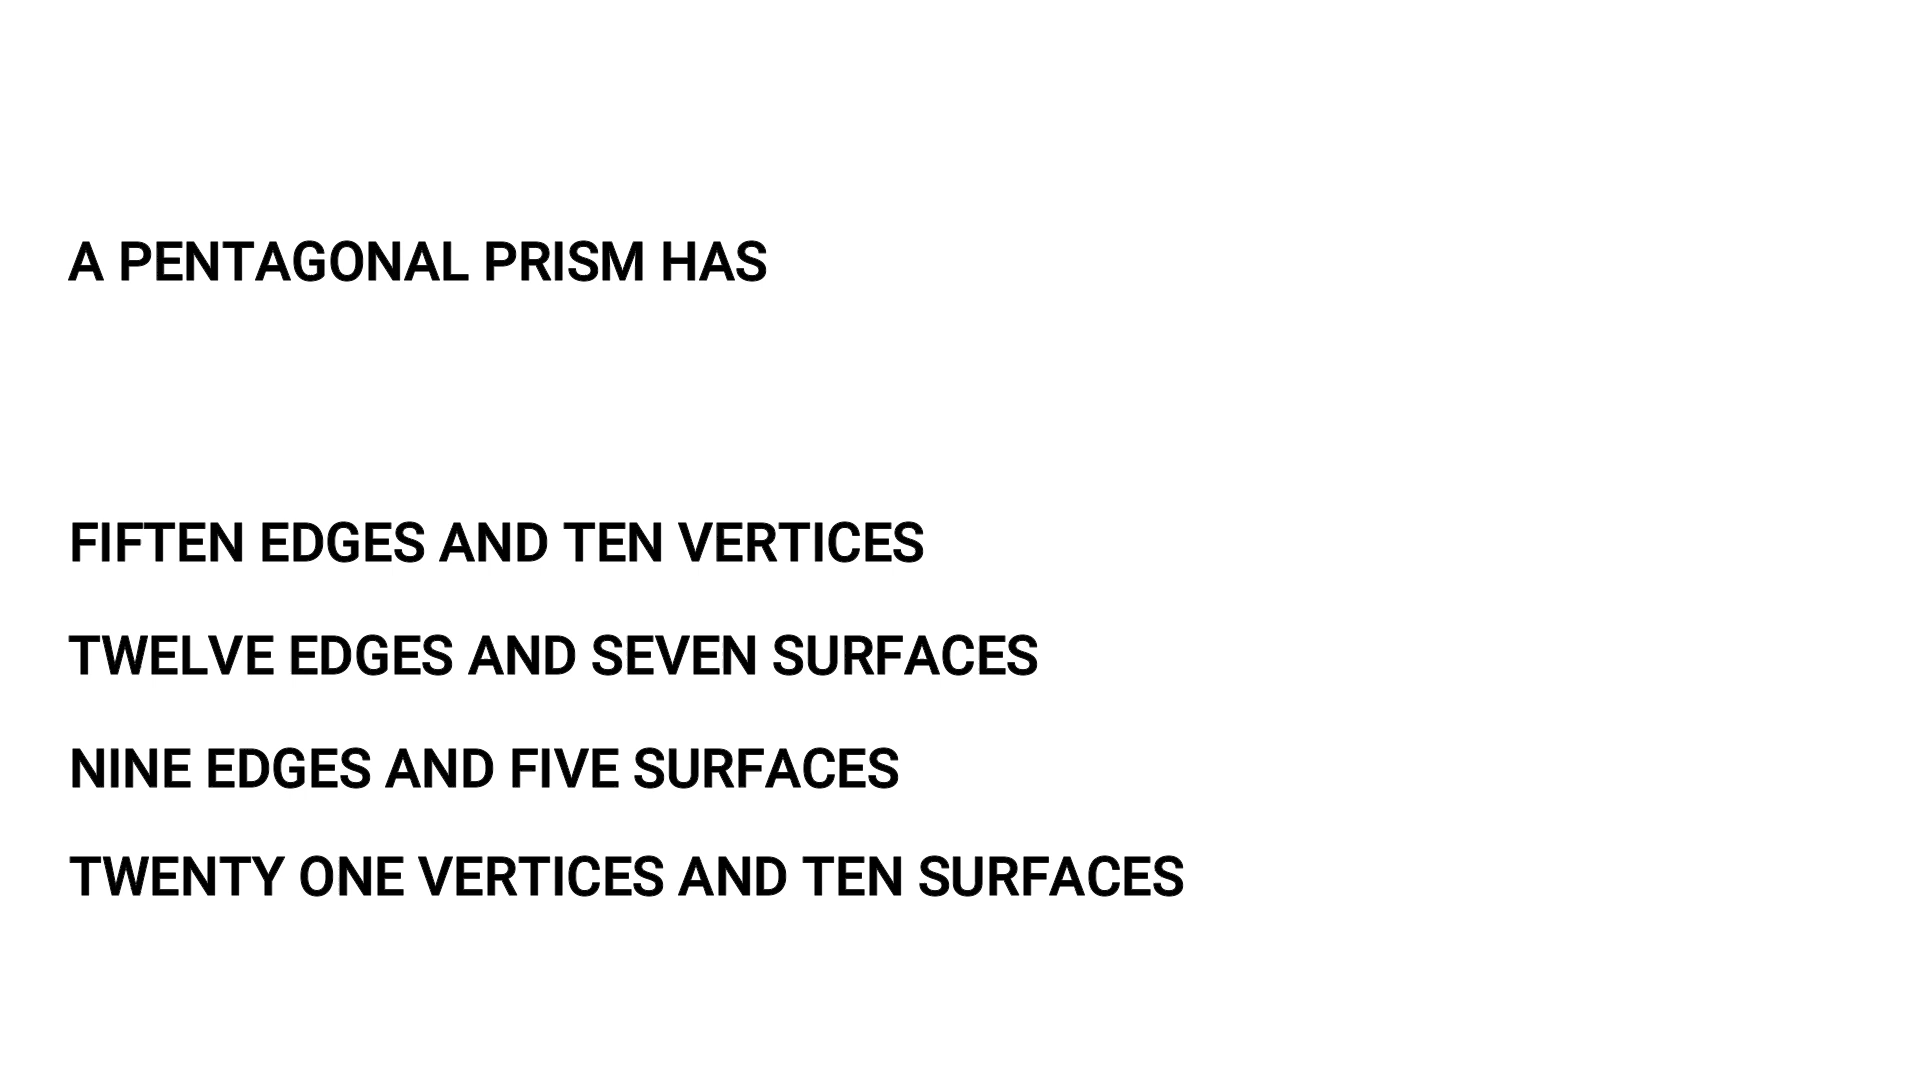 A PENTAGONAL PRISM HAS
FIFTEN EDGES AND TEN VERTICES
TWELVE EDGES AND SEVEN SURFACES
NINE EDGES AND FIVE SURFACES
TWENTY ONE VERTICES AND TEN SURFACES